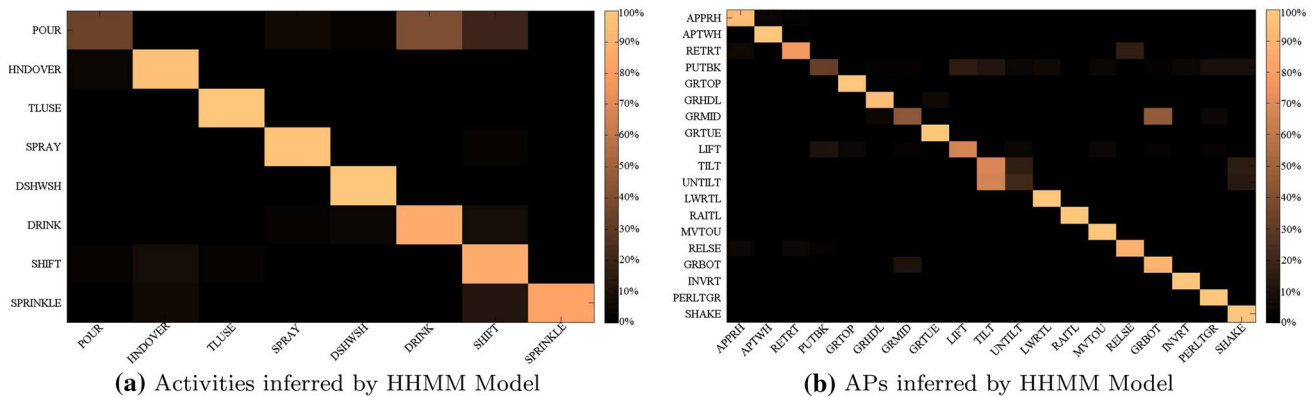 POUR
HNDOVER
TLUSE
SPRAY
DSHWSH
DRINK
SHIFT
SPRINKLE
POUR
HNDOVER
TLUSE
SPRAY
DSHWSH
DRINK
SHIFT
SPRINKLE
100%
90%
80%
70%
60%
50%
40%
30%
20%
10%
0%
(a) Activities inferred by HHMM Model
APPRH
APTWH
RETRT
PUTBK
GRTOP
GRHDL
GRMID
GRTUE
LIFT
TILT
UNTILT
LWRTL
RAITL
MVTOU
RELSE
GRBOT
INVRT
PERLTGR
SHAKE
APPRH
APTWH
RETRT
PUTBK
GRTOP
GRHDL
GRMID
GRTUE
LIFT
TILT
UNTILT
LWRTL
RAITL
MVTOU
RELSE
GRBOT
INVRT
PERLTGR
SHAKE
100%
90%
80%
70%
60%
50%
40%
30%
20%
10%
0%
(b) APs inferred by HHMM Model